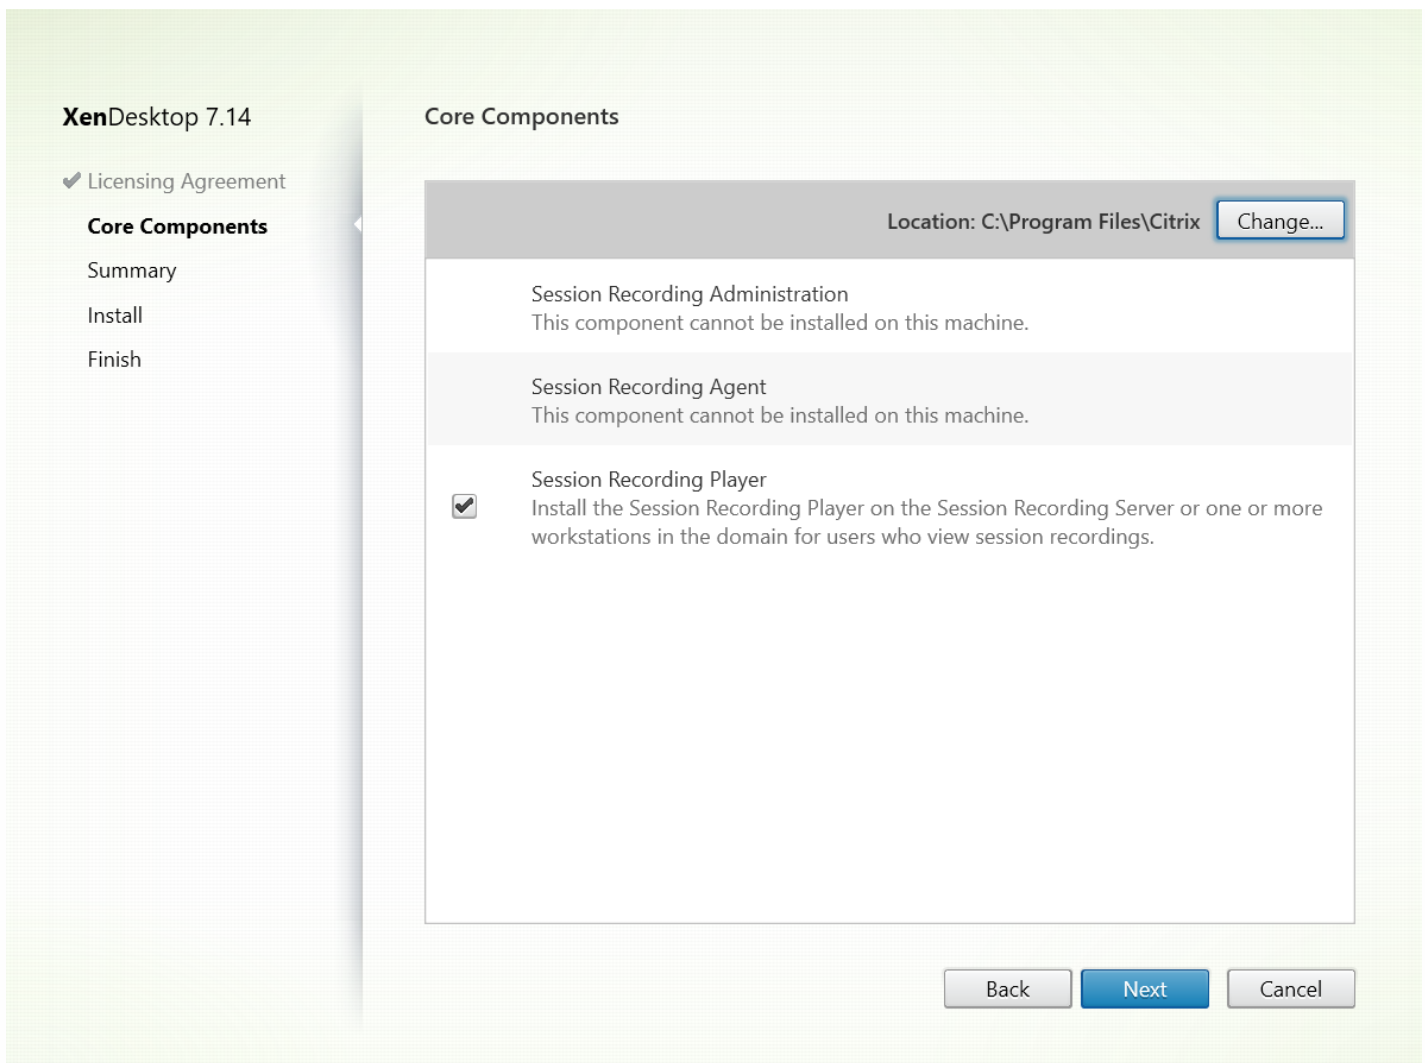 XenDesktop 7.14
Licensing Agreement
Core Components
Summary
Install
Finish
Core Components
Location: C:\Program Files\Citrix
Change...
Session Recording Administration
This component cannot be installed on this machine.
Session Recording Agent
This component cannot be installed on this machine.
Session Recording Player
Install the Session Recording Player on the Session Recording Server or one or more
workstations in the domain for users who view session recordings.
Back
Next
Cancel